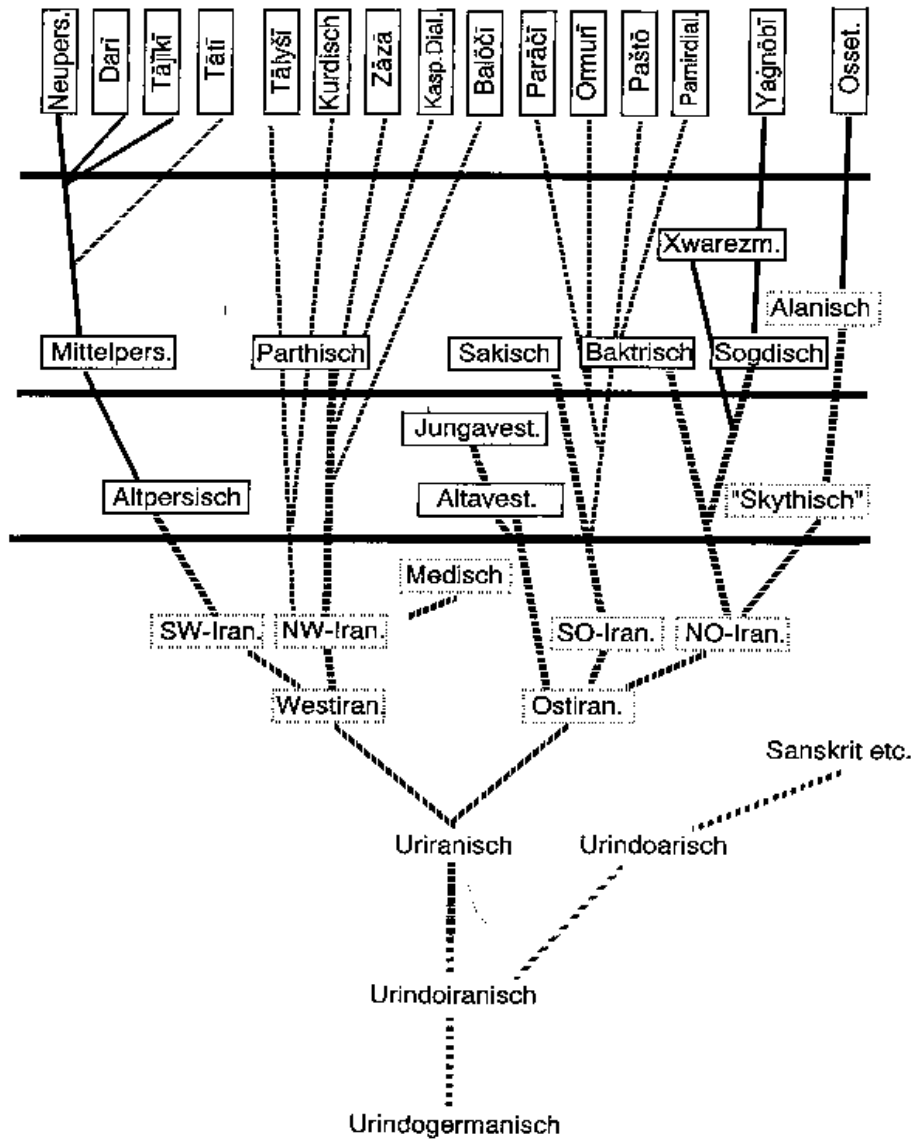 Neupers.
Darī
Tājīkī
Tātī
Tālyšī
Kurdisch
Zāzā
Kasp. Dial.
Balōčī
Parāčī
Ormurī
Paštō
Pamirdial.
Yaġnōbī
Osset.
Xwarezm.
Alanisch
Mittelpers.
Parthisch
Sakisch
Baktrisch
Sogdisch
Jungavest.
Altpersisch
Altavest.
"Skythisch"
Medisch
SW-Iran.
NW-Iran.
SO-Iran.
NO-Iran.
Westiran.
Ostiran.
Sanskrit etc.
Uriranisch
Urindoarisch
Urindoiranisch
Urindogermanisch